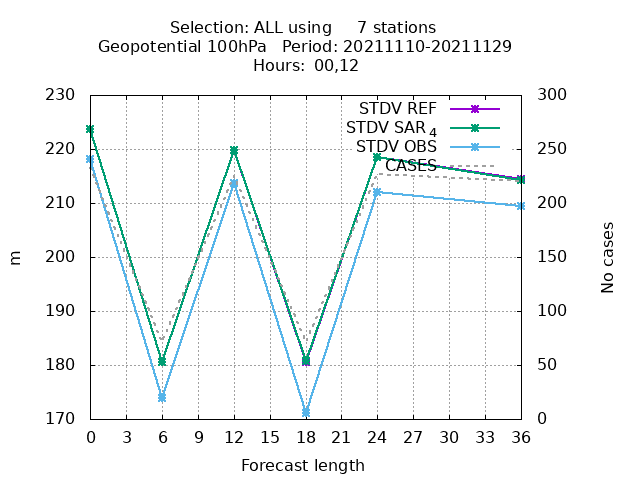 Selection: ALL using     7 stations
Geopotential 100hPa   Period: 20211110-20211129
Hours:  00,12
230
220
210
200
190
180
170
300
250
200
150
100
50
0
STDV REF
STDV SAR 4
STDV OBS
CASES
m
No cases
0 3 6 9 12 15 18 21 24 27 30 33 36
Forecast length